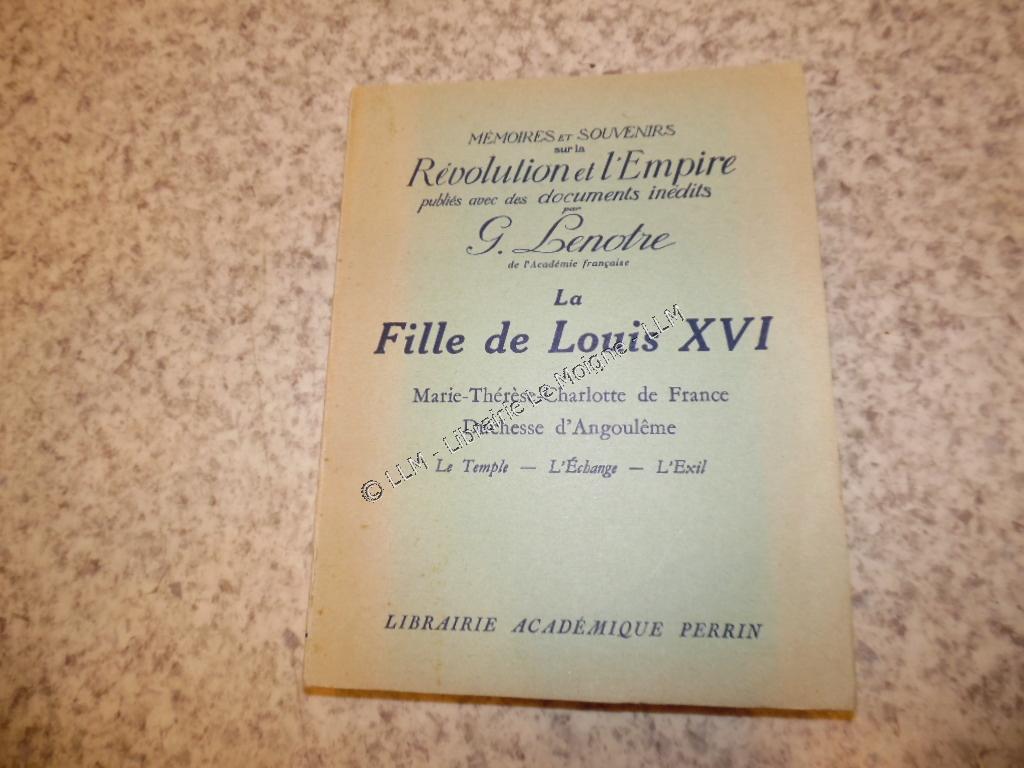 MÉMOIRES ET SOUVENIRS
sur la
Révolution et l'Empire
publiés avec des documents inédits
par
G. Lenotre
de l'Académie française
La
Fille de Louis XVI
Marie-Thérèse-Charlotte de France
Duchesse d'Angoulême
Le Temple — L'Échange — L'Exil
LIBRAIRIE ACADÉMIQUE PERRIN
© LLM - Librairie Le Moigne - LLM